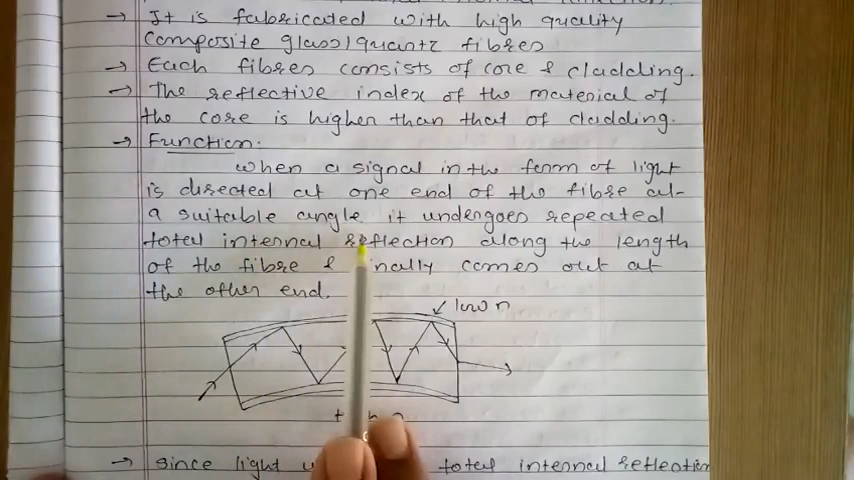 → It is fabricated with high quality
composite glass/quartz fibres
→ Each fibres consists of core & cladding.
→ The reflective index of the material of
the core is higher than that of cladding.
→ Function:
when a signal in the form of light
is directed at one end of the fibre at
a suitable angle it undergoes repeated
total internal reflection along the length
of the fibre & inally comes out at
the other end.
low n
→ since light total internal reflection